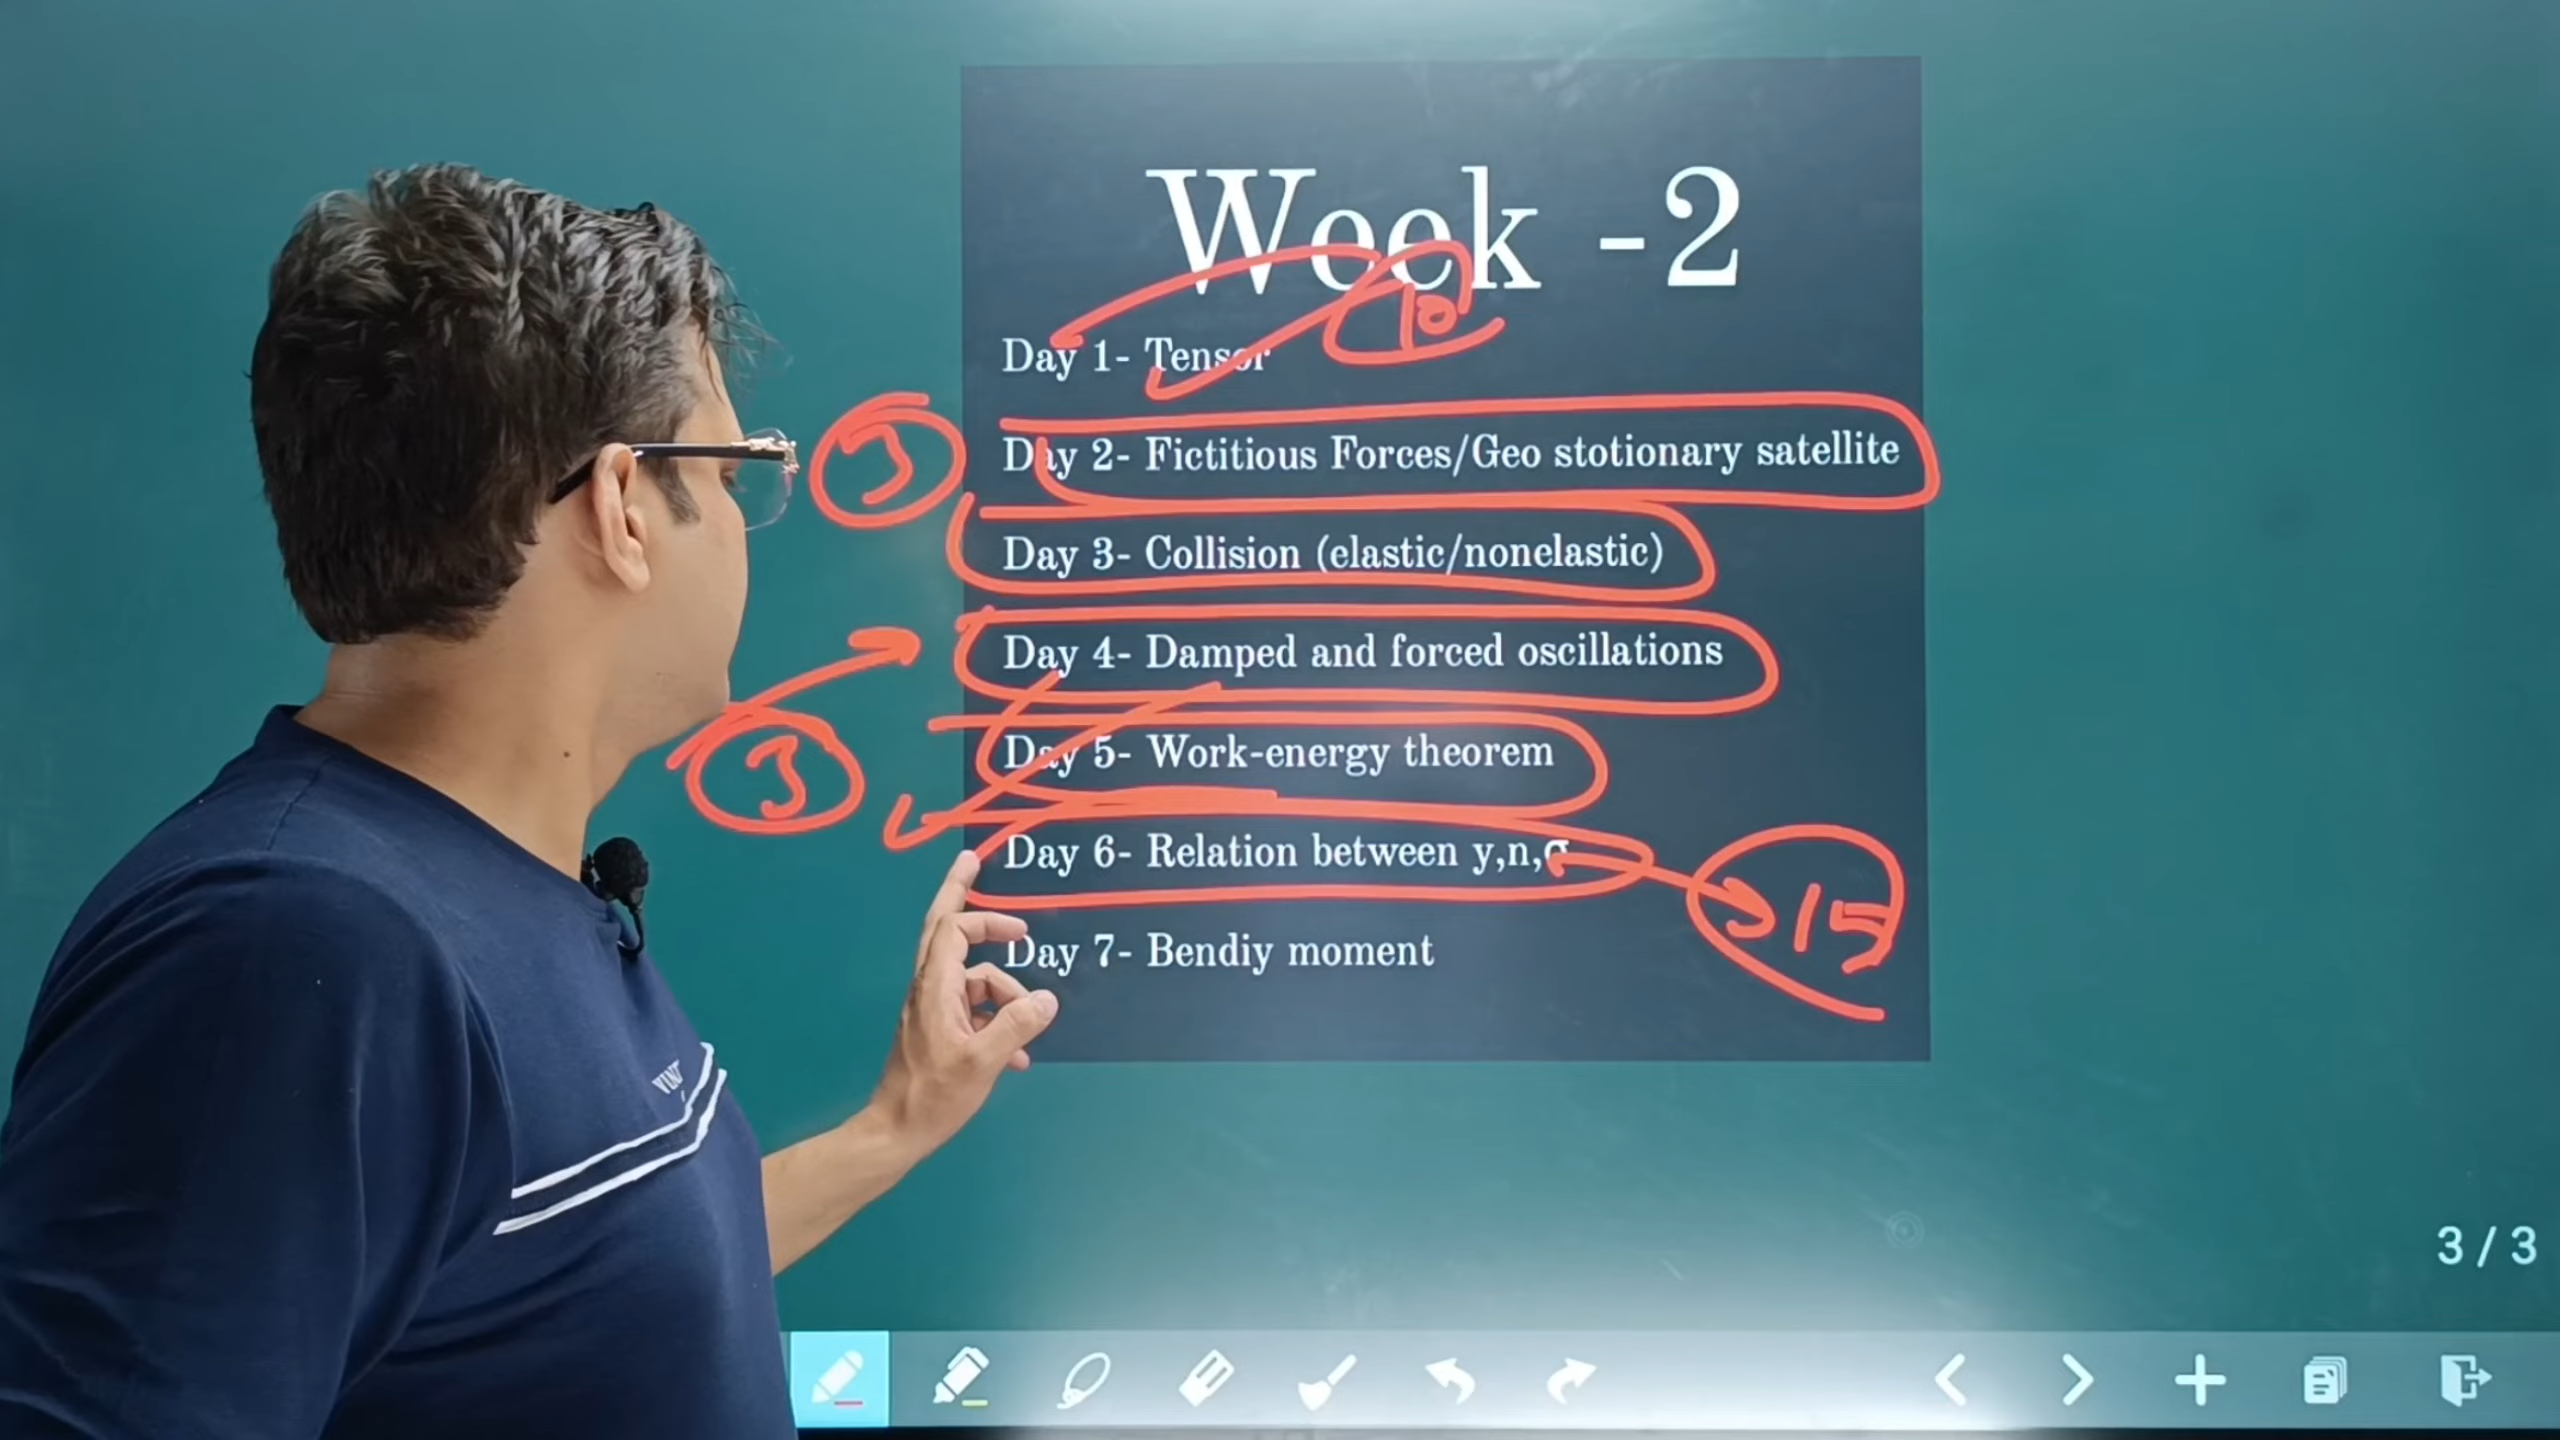 Week -2
10
Day 1- Tensor
Day 2- Fictitious Forces/Geo stotionary satellite
Day 3- Collision (elastic/nonelastic)
Day 4- Damped and forced oscillations
3
Day 5- Work-energy theorem
Day 6- Relation between y,n,σ
15
Day 7- Bendiy moment
3 / 3